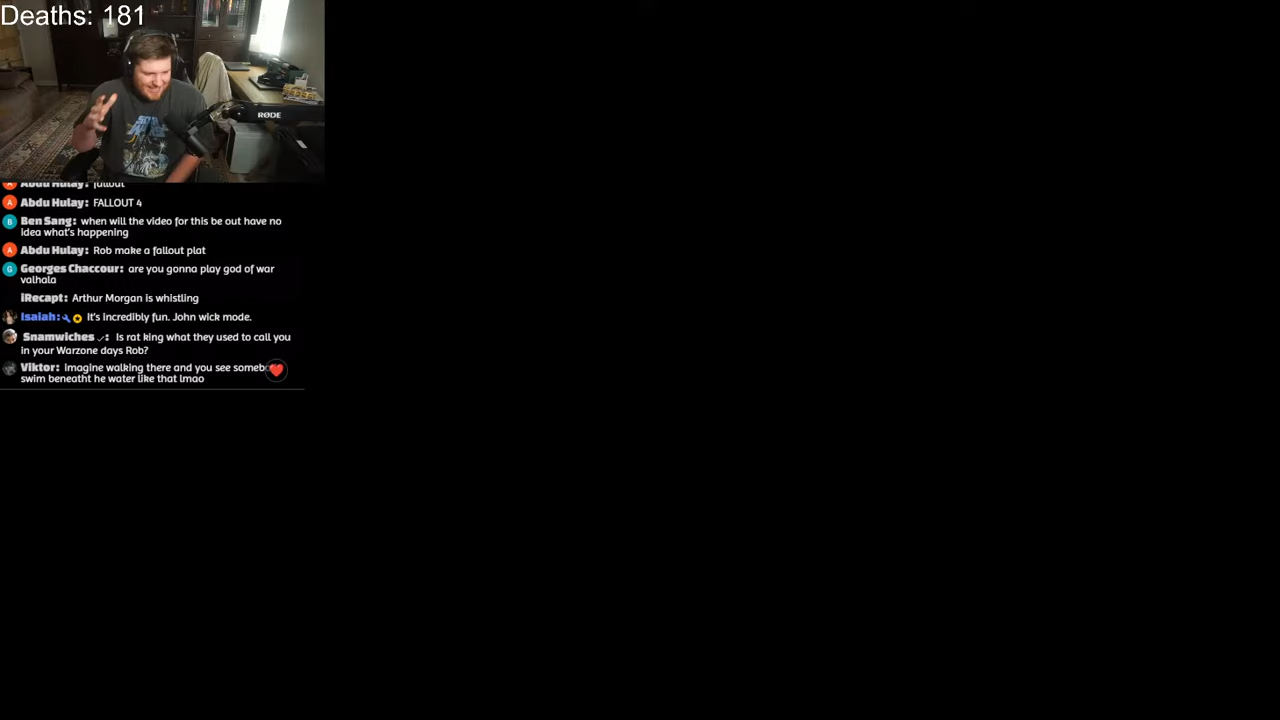 Deaths: 181
RØDE
Abdu Hulay: fallout
Abdu Hulay: FALLOUT 4
B Ben Sang: when will the video for this be out have no
idea what's happening
A Abdu Hulay: Rob make a fallout plat
G Georges Chaccour: are you gonna play god of war
valhala
iRecapt: Arthur Morgan is whistling
Isaiah: It's incredibly fun. John wick mode.
Snamwiches: Is rat king what they used to call you
in your Warzone days Rob?
Viktor: Imagine walking there and you see
swim beneatht he water like that lmao